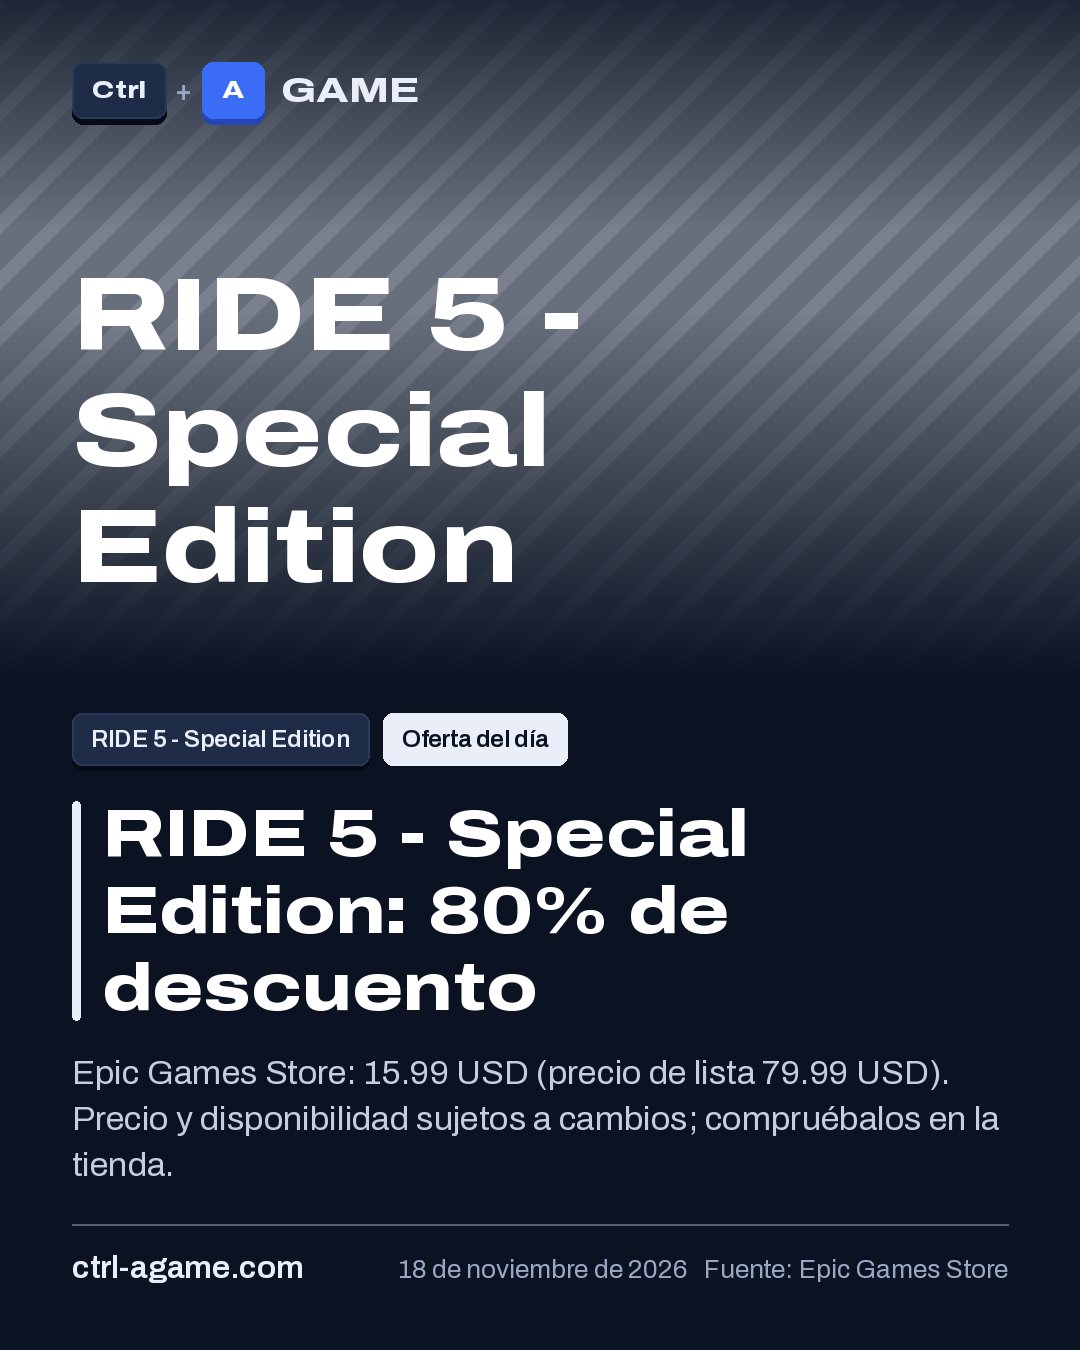 Ctrl + A GAME
RIDE 5 -
Special
Edition
RIDE 5 - Special Edition Oferta del día
RIDE 5 - Special
Edition: 80% de
descuento
Epic Games Store: 15.99 USD (precio de lista 79.99 USD).
Precio y disponibilidad sujetos a cambios; compruébalos en la
tienda.
ctrl-agame.com 18 de noviembre de 2026 Fuente: Epic Games Store